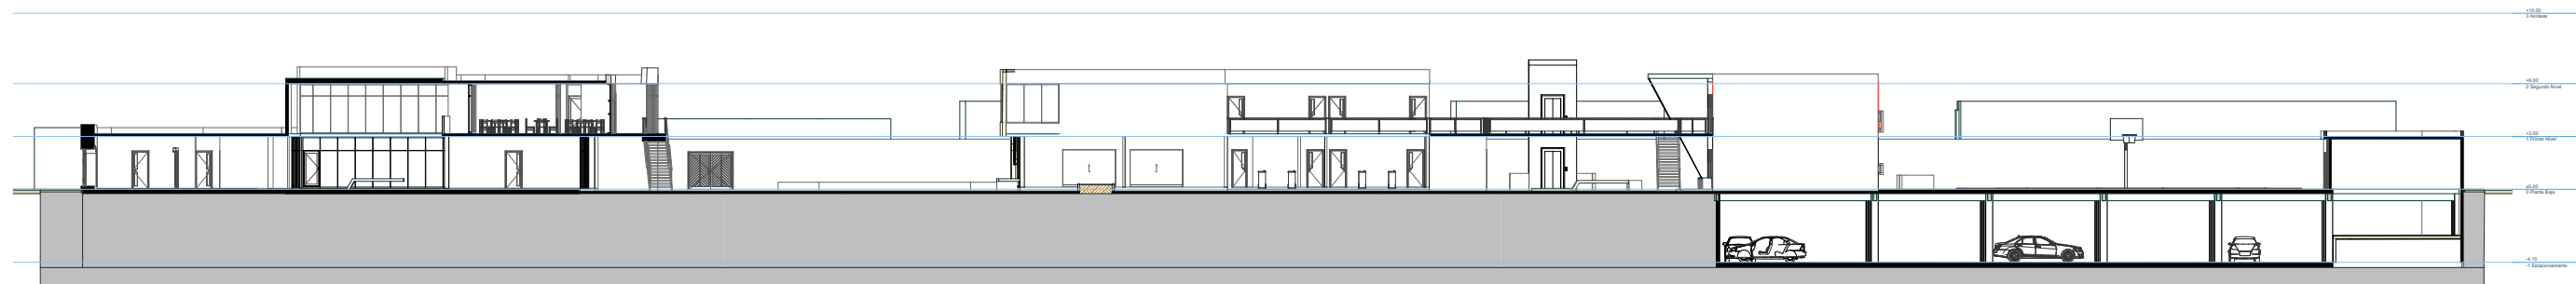 +10.00
3 Azoteas
+6.00
2 Segundo Nivel
+3.00
1 Primer Nivel
±0.00
0 Planta Baja
-4.15
-1 Estacionamiento